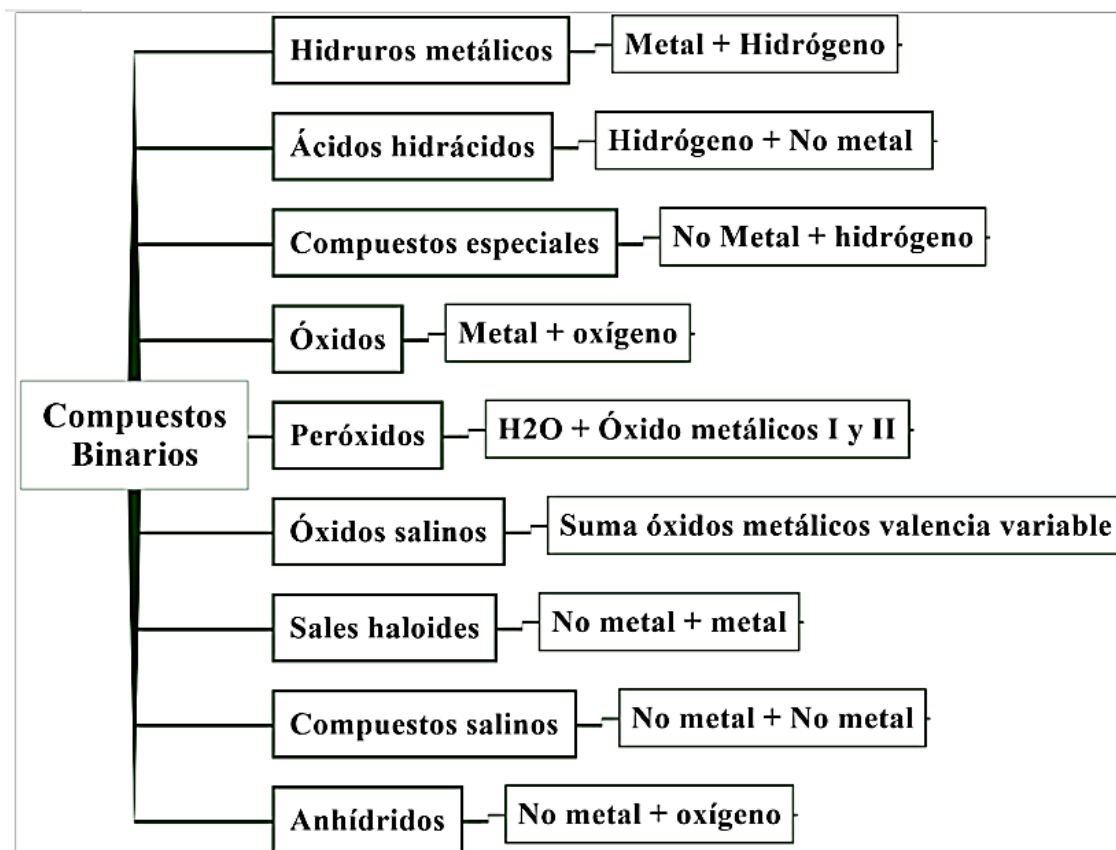 Hidruros metálicos
Metal + Hidrógeno
Ácidos hidrácidos
Hidrógeno + No metal
Compuestos especiales
No Metal + hidrógeno
Óxidos
Metal + oxígeno
Compuestos
Binarios
Peróxidos
H2O + Óxido metálicos I y II
Óxidos salinos
Suma óxidos metálicos valencia variable
Sales haloides
No metal + metal
Compuestos salinos
No metal + No metal
Anhídridos
No metal + oxígeno